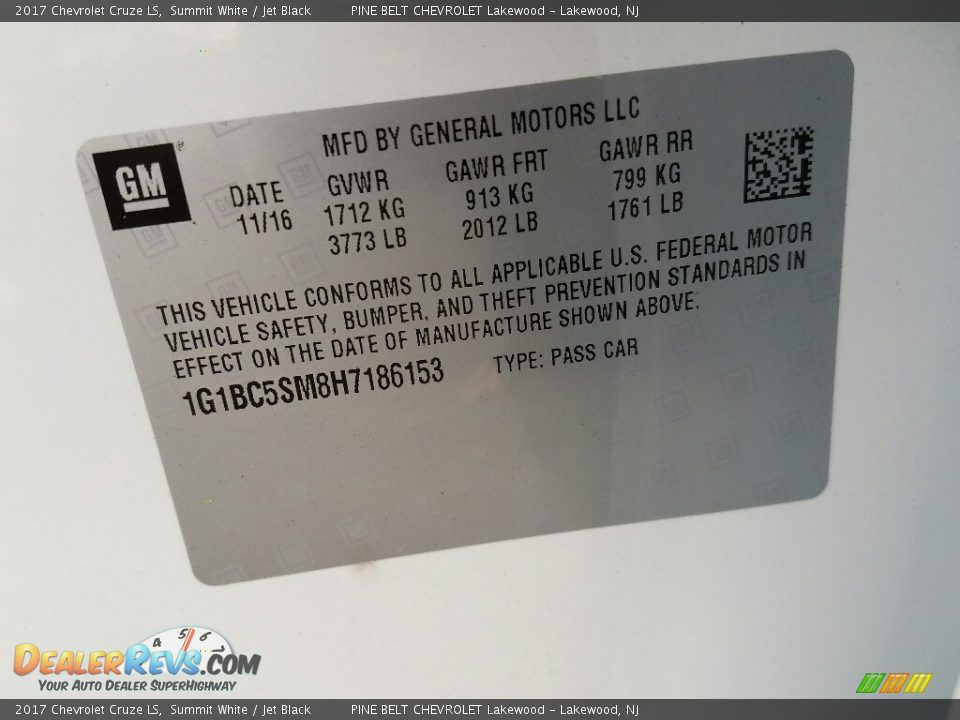 2017 Chevrolet Cruze LS, Summit White / Jet Black PINE BELT CHEVROLET Lakewood - Lakewood, NJ
MFD BY GENERAL MOTORS LLC
GM
DATE GVWR GAWR FRT GAWR RR
11/16 1712 KG 913 KG 799 KG
3773 LB 2012 LB 1761 LB
THIS VEHICLE CONFORMS TO ALL APPLICABLE U.S. FEDERAL MOTOR
VEHICLE SAFETY, BUMPER, AND THEFT PREVENTION STANDARDS IN
EFFECT ON THE DATE OF MANUFACTURE SHOWN ABOVE.
1G1BC5SM8H7186153 TYPE: PASS CAR
4 5 6 7
DEALERREVS.COM
YOUR AUTO DEALER SUPERHIGHWAY
2017 Chevrolet Cruze LS, Summit White / Jet Black PINE BELT CHEVROLET Lakewood - Lakewood, NJ